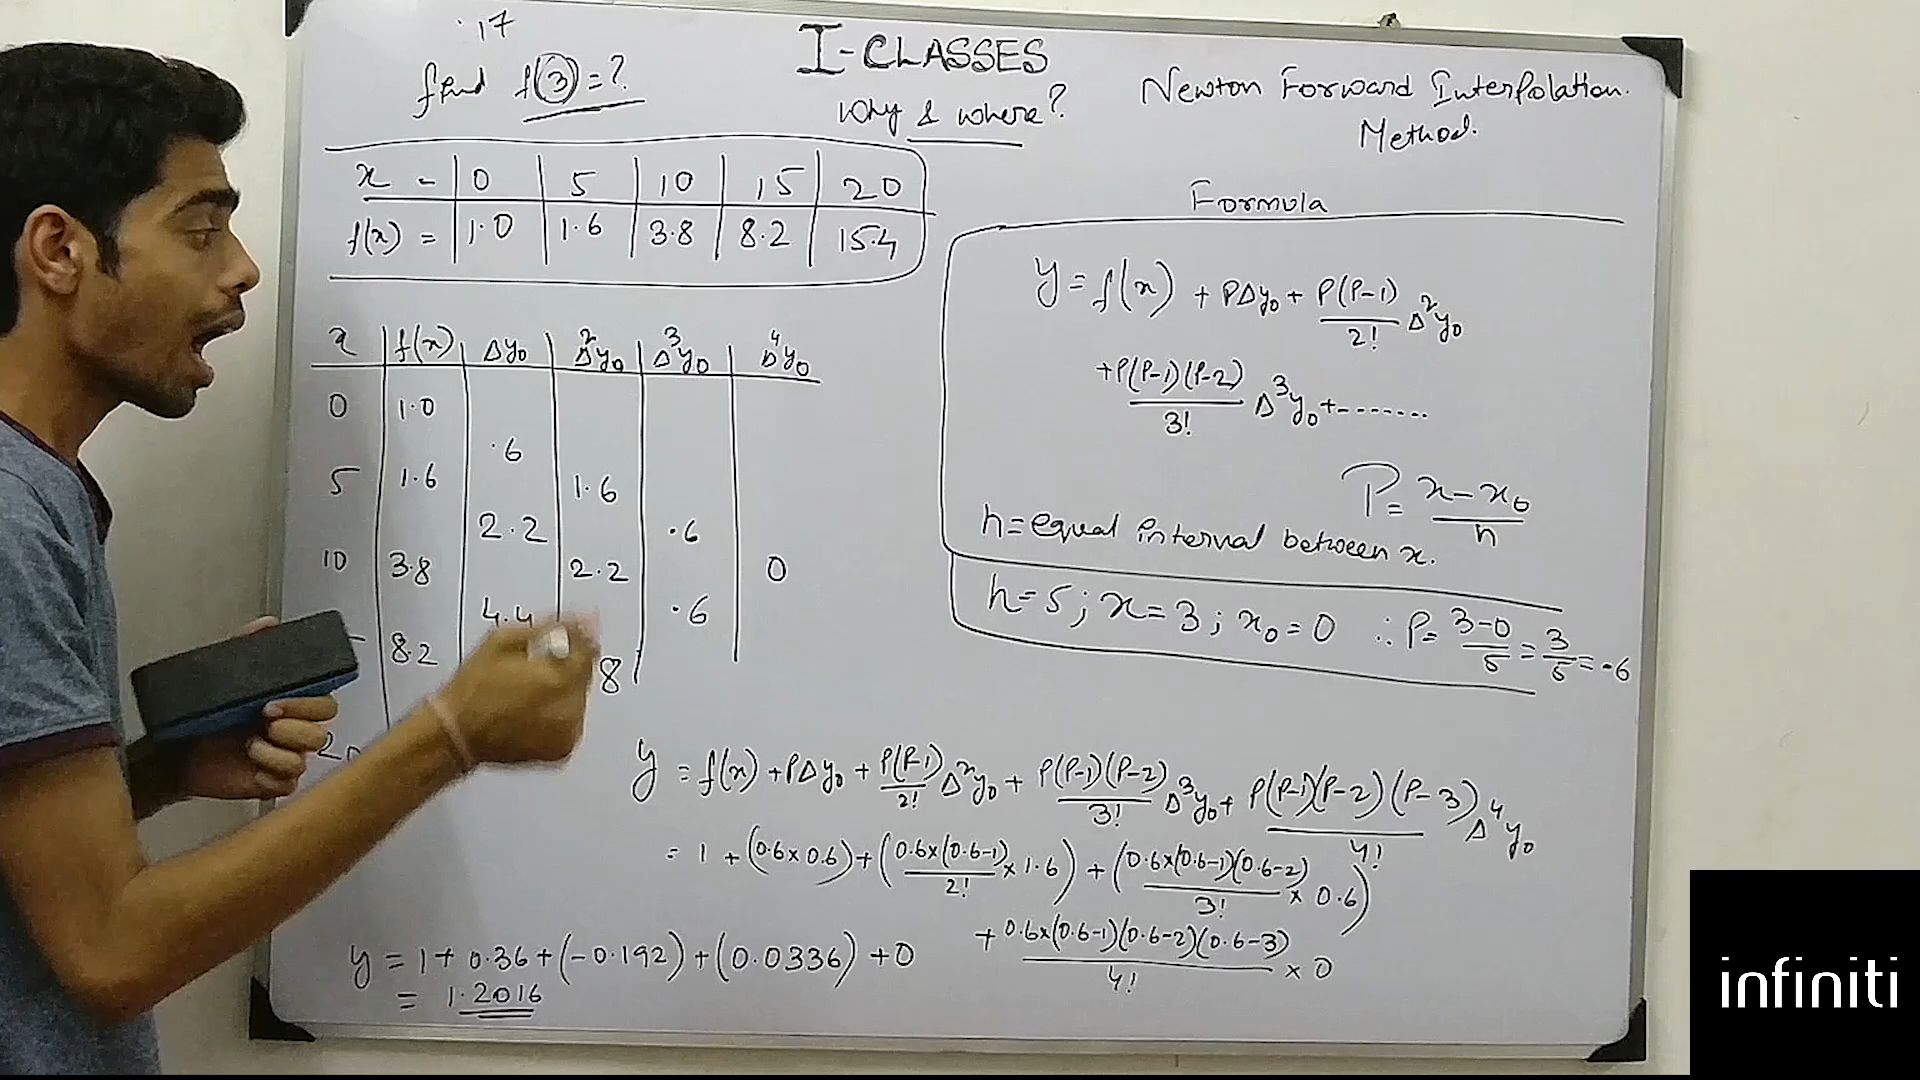 .17
find f(3)=?
I-CLASSES
Why & where?
Newton Forward Interpolation.
Method.
x - | 0 | 5 | 10 | 15 | 20
f(x) = | 1.0 | 1.6 | 3.8 | 8.2 | 15.4
Formula
y = f(x) + PΔy₀ + P(P-1)/2! Δ²y₀
+ P(P-1)(P-2)/3! Δ³y₀ + -------
P = x-x₀/h
h=equal interval between x.
h=5; x=3; x₀=0 ∴ P= 3-0/5 = 3/5 = .6
x | f(x) | Δy₀ | Δ²y₀ | Δ³y₀ | Δ⁴y₀
0 | 1.0
.6
5 | 1.6 | 1.6
2.2 | .6
10 | 3.8 | 2.2 | 0
4.4 | .6
8.2 | 8
20
y = f(x) + PΔy₀ + P(P-1)/2! Δ²y₀ + P(P-1)(P-2)/3! Δ³y₀ + P(P-1)(P-2)(P-3)/4! Δ⁴y₀
= 1 + (0.6×0.6) + (0.6×(0.6-1)/2! × 1.6) + (0.6×(0.6-1)(0.6-2)/3! × 0.6)
+ 0.6×(0.6-1)(0.6-2)(0.6-3)/4! × 0
y = 1 + 0.36 + (-0.192) + (0.0336) + 0
= 1.2016
infiniti